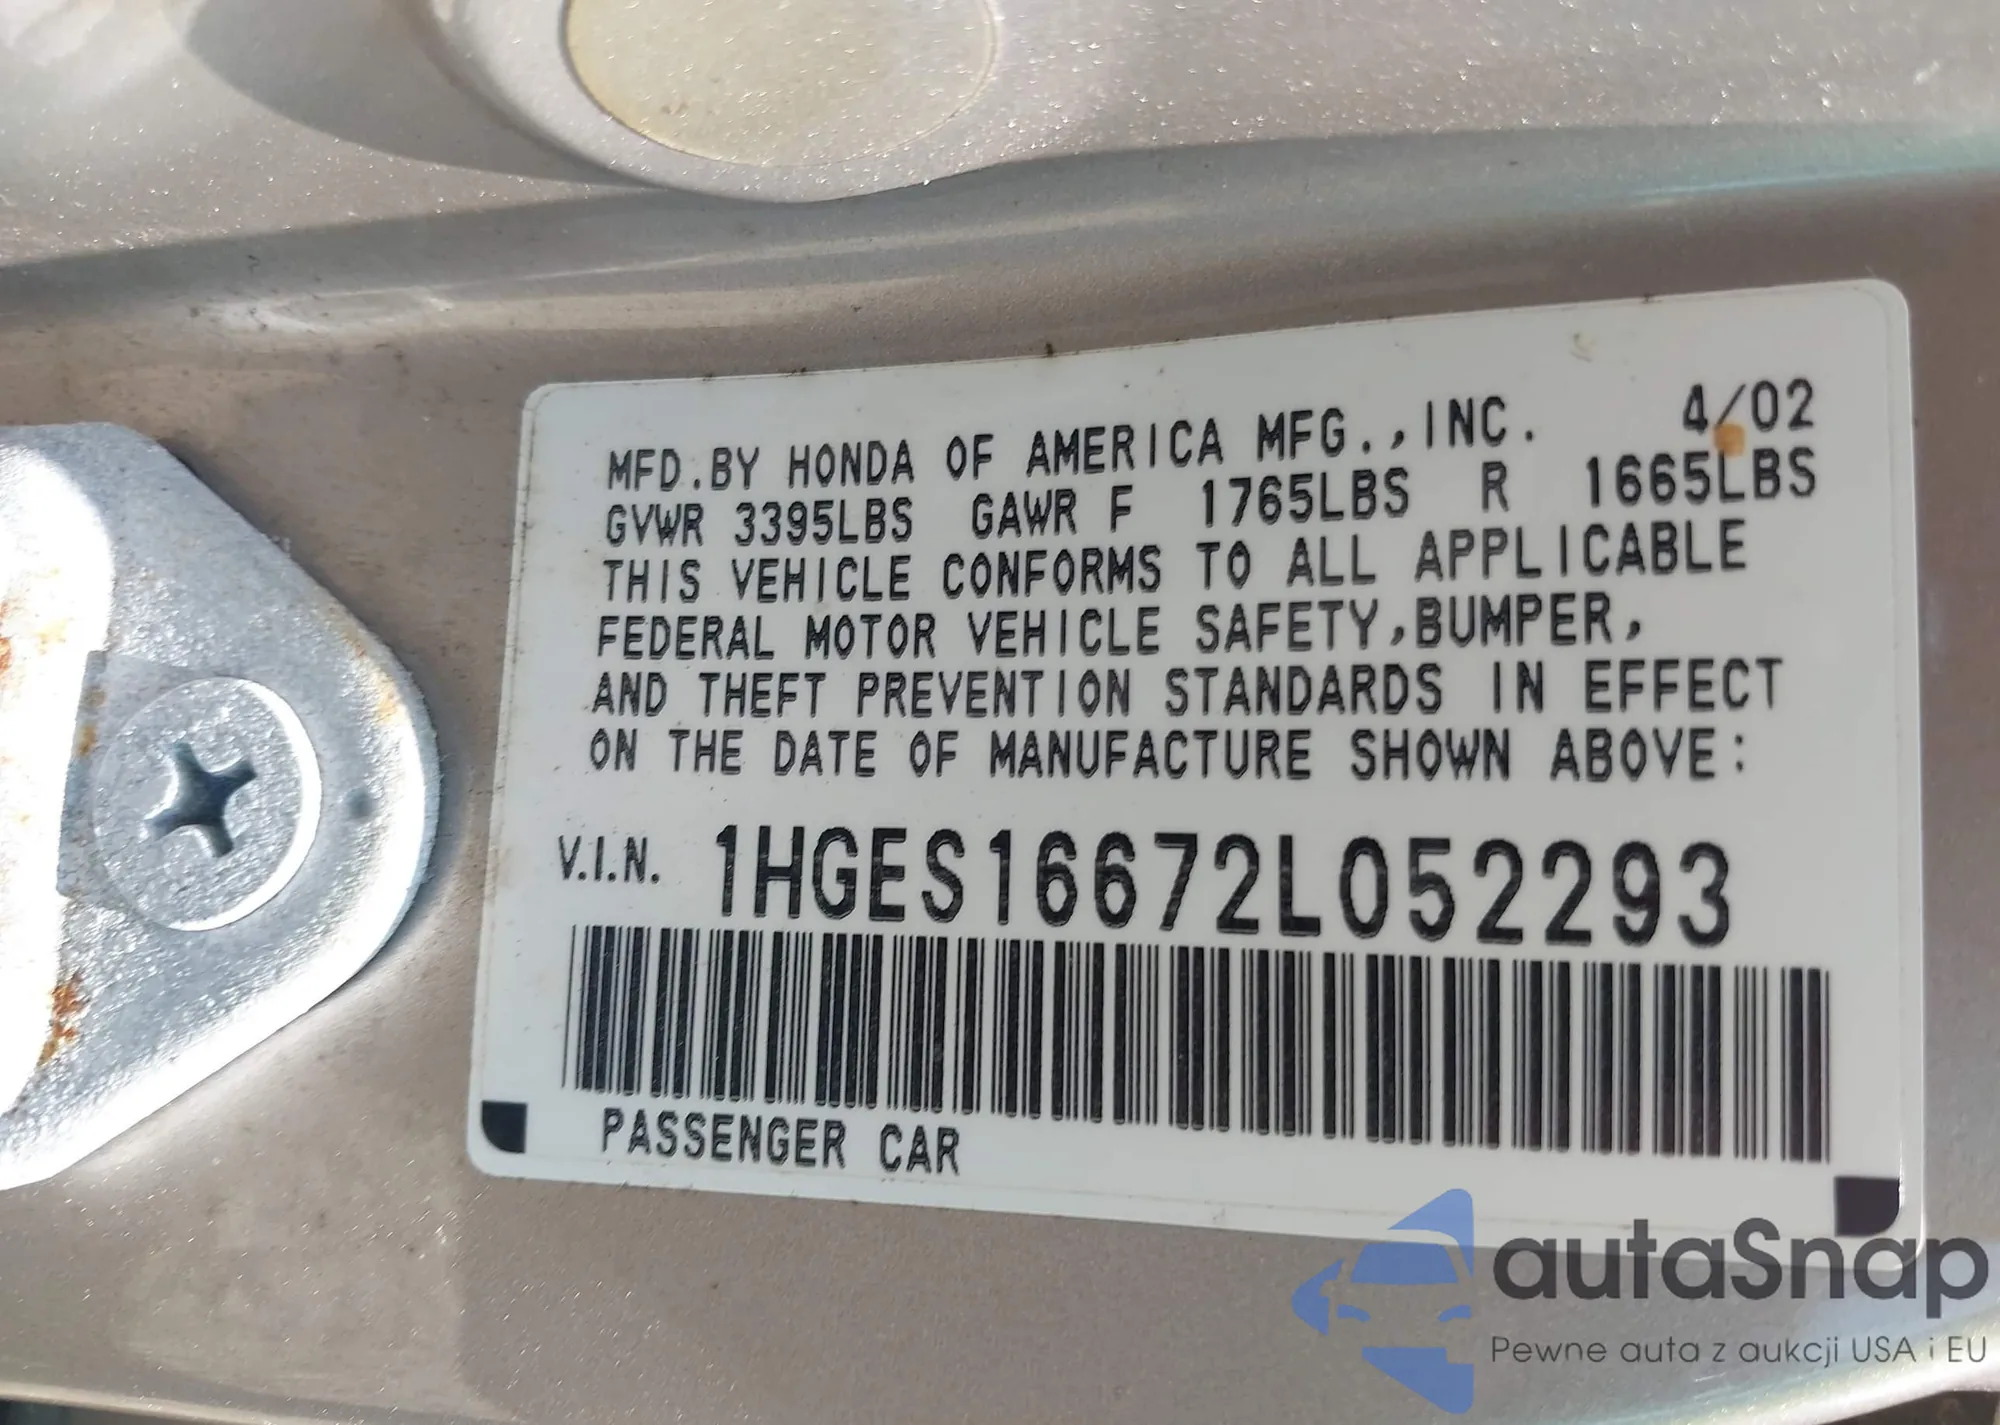 MFD.BY HONDA OF AMERICA MFG.,INC. 4/02
GVWR 3395LBS GAWR F 1765LBS R 1665LBS
THIS VEHICLE CONFORMS TO ALL APPLICABLE
FEDERAL MOTOR VEHICLE SAFETY,BUMPER,
AND THEFT PREVENTION STANDARDS IN EFFECT
ON THE DATE OF MANUFACTURE SHOWN ABOVE:
V.I.N. 1HGES16672L052293
PASSENGER CAR
autaSnap
Pewne auta z aukcji USA i EU